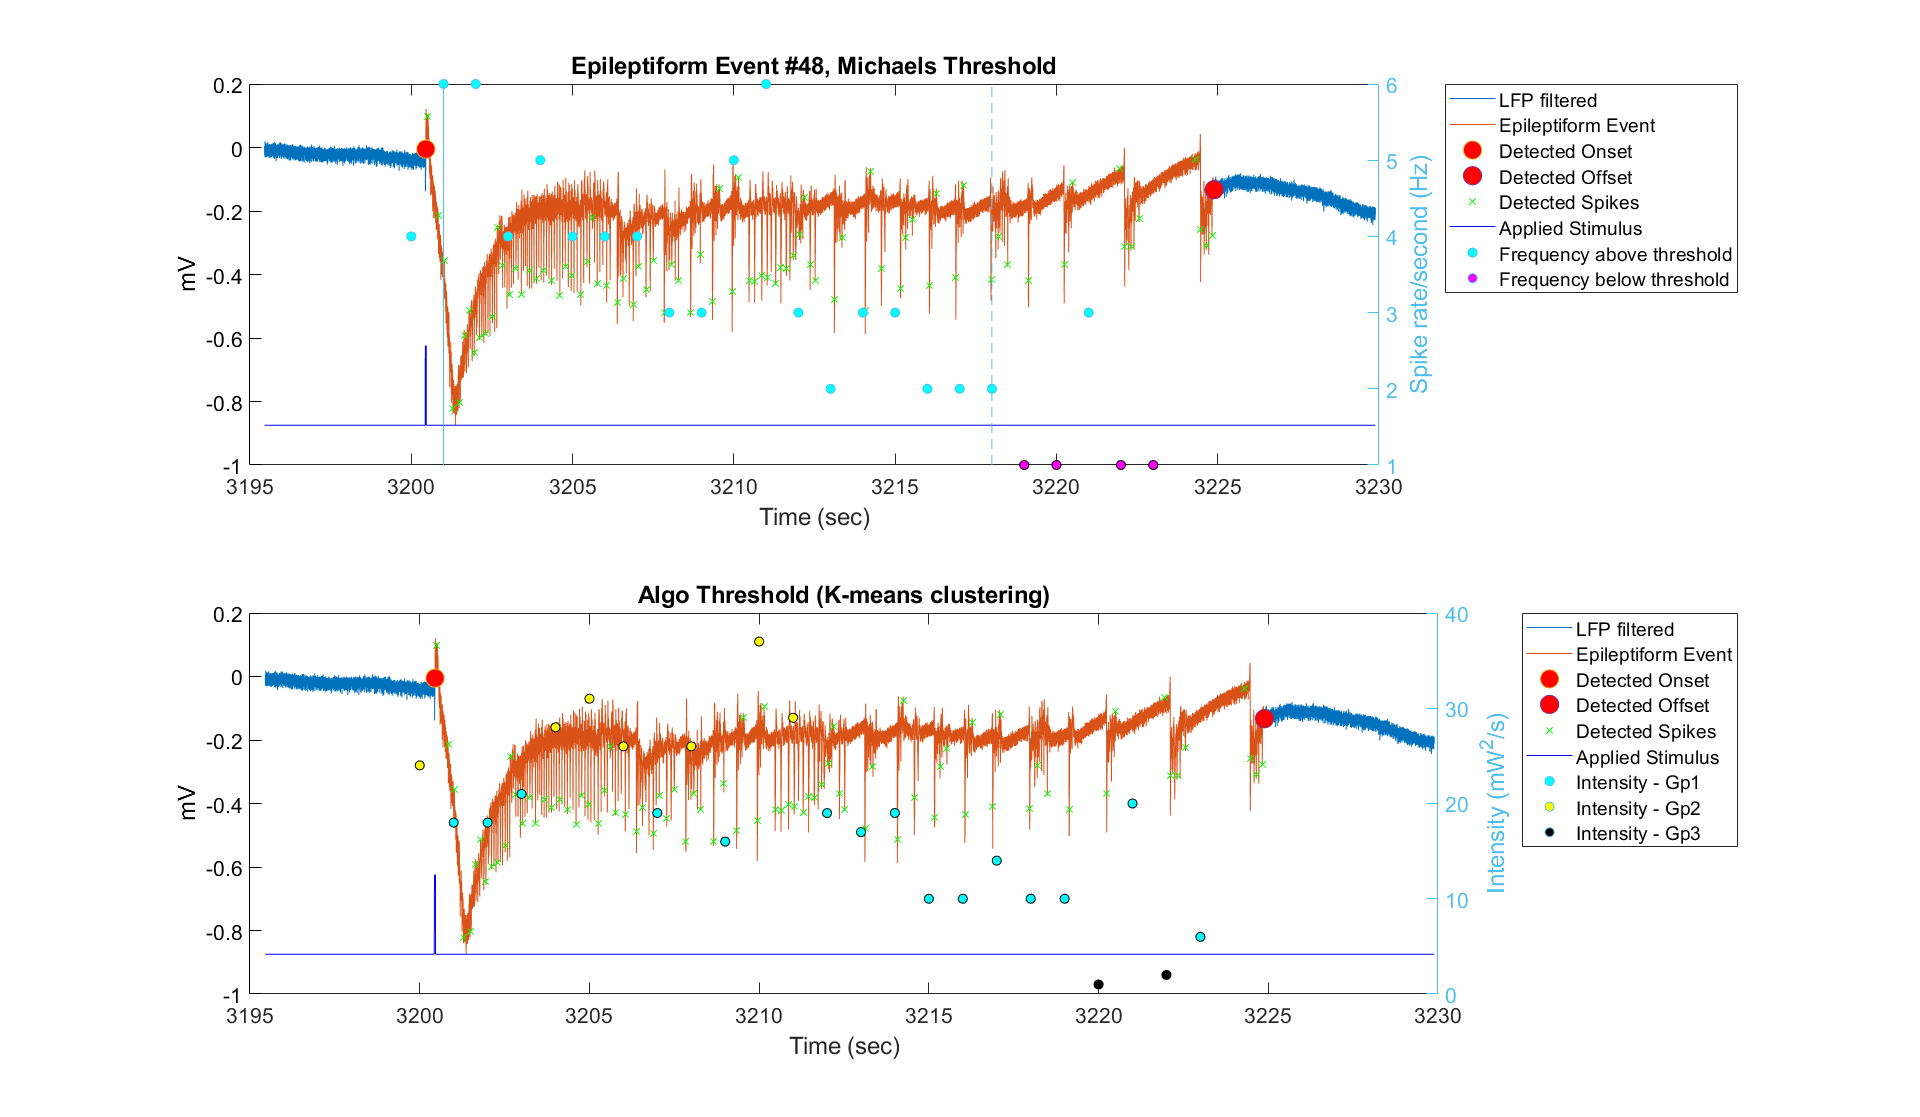 Epileptiform Event #48, Michaels Threshold
0.2
0
-0.2
-0.4
-0.6
-0.8
-1
mV
3195
3200
3205
3210
3215
3220
3225
3230
Time (sec)
6
5
4
3
2
1
Spike rate/second (Hz)
LFP filtered
Epileptiform Event
Detected Onset
Detected Offset
Detected Spikes
Applied Stimulus
Frequency above threshold
Frequency below threshold
Algo Threshold (K-means clustering)
0.2
0
-0.2
-0.4
-0.6
-0.8
-1
mV
3195
3200
3205
3210
3215
3220
3225
3230
Time (sec)
40
30
20
10
0
Intensity (mW²/s)
LFP filtered
Epileptiform Event
Detected Onset
Detected Offset
Detected Spikes
Applied Stimulus
Intensity - Gp1
Intensity - Gp2
Intensity - Gp3